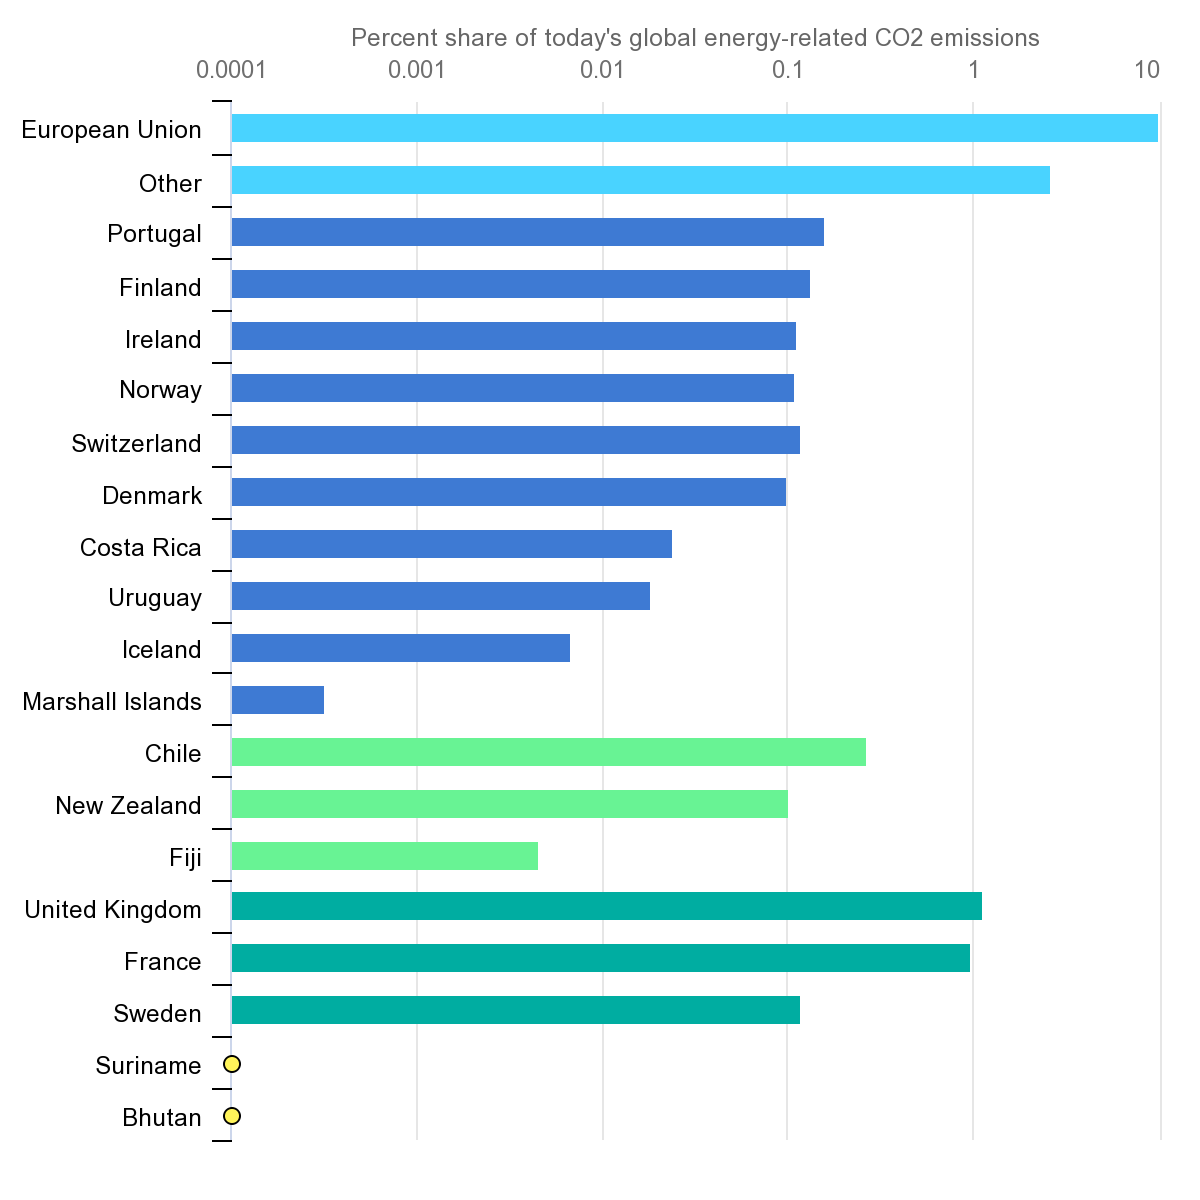 Percent share of today's global energy-related CO2 emissions
0.0001 0.001 0.01 0.1 1 10
European Union
Other
Portugal
Finland
Ireland
Norway
Switzerland
Denmark
Costa Rica
Uruguay
Iceland
Marshall Islands
Chile
New Zealand
Fiji
United Kingdom
France
Sweden
Suriname
Bhutan